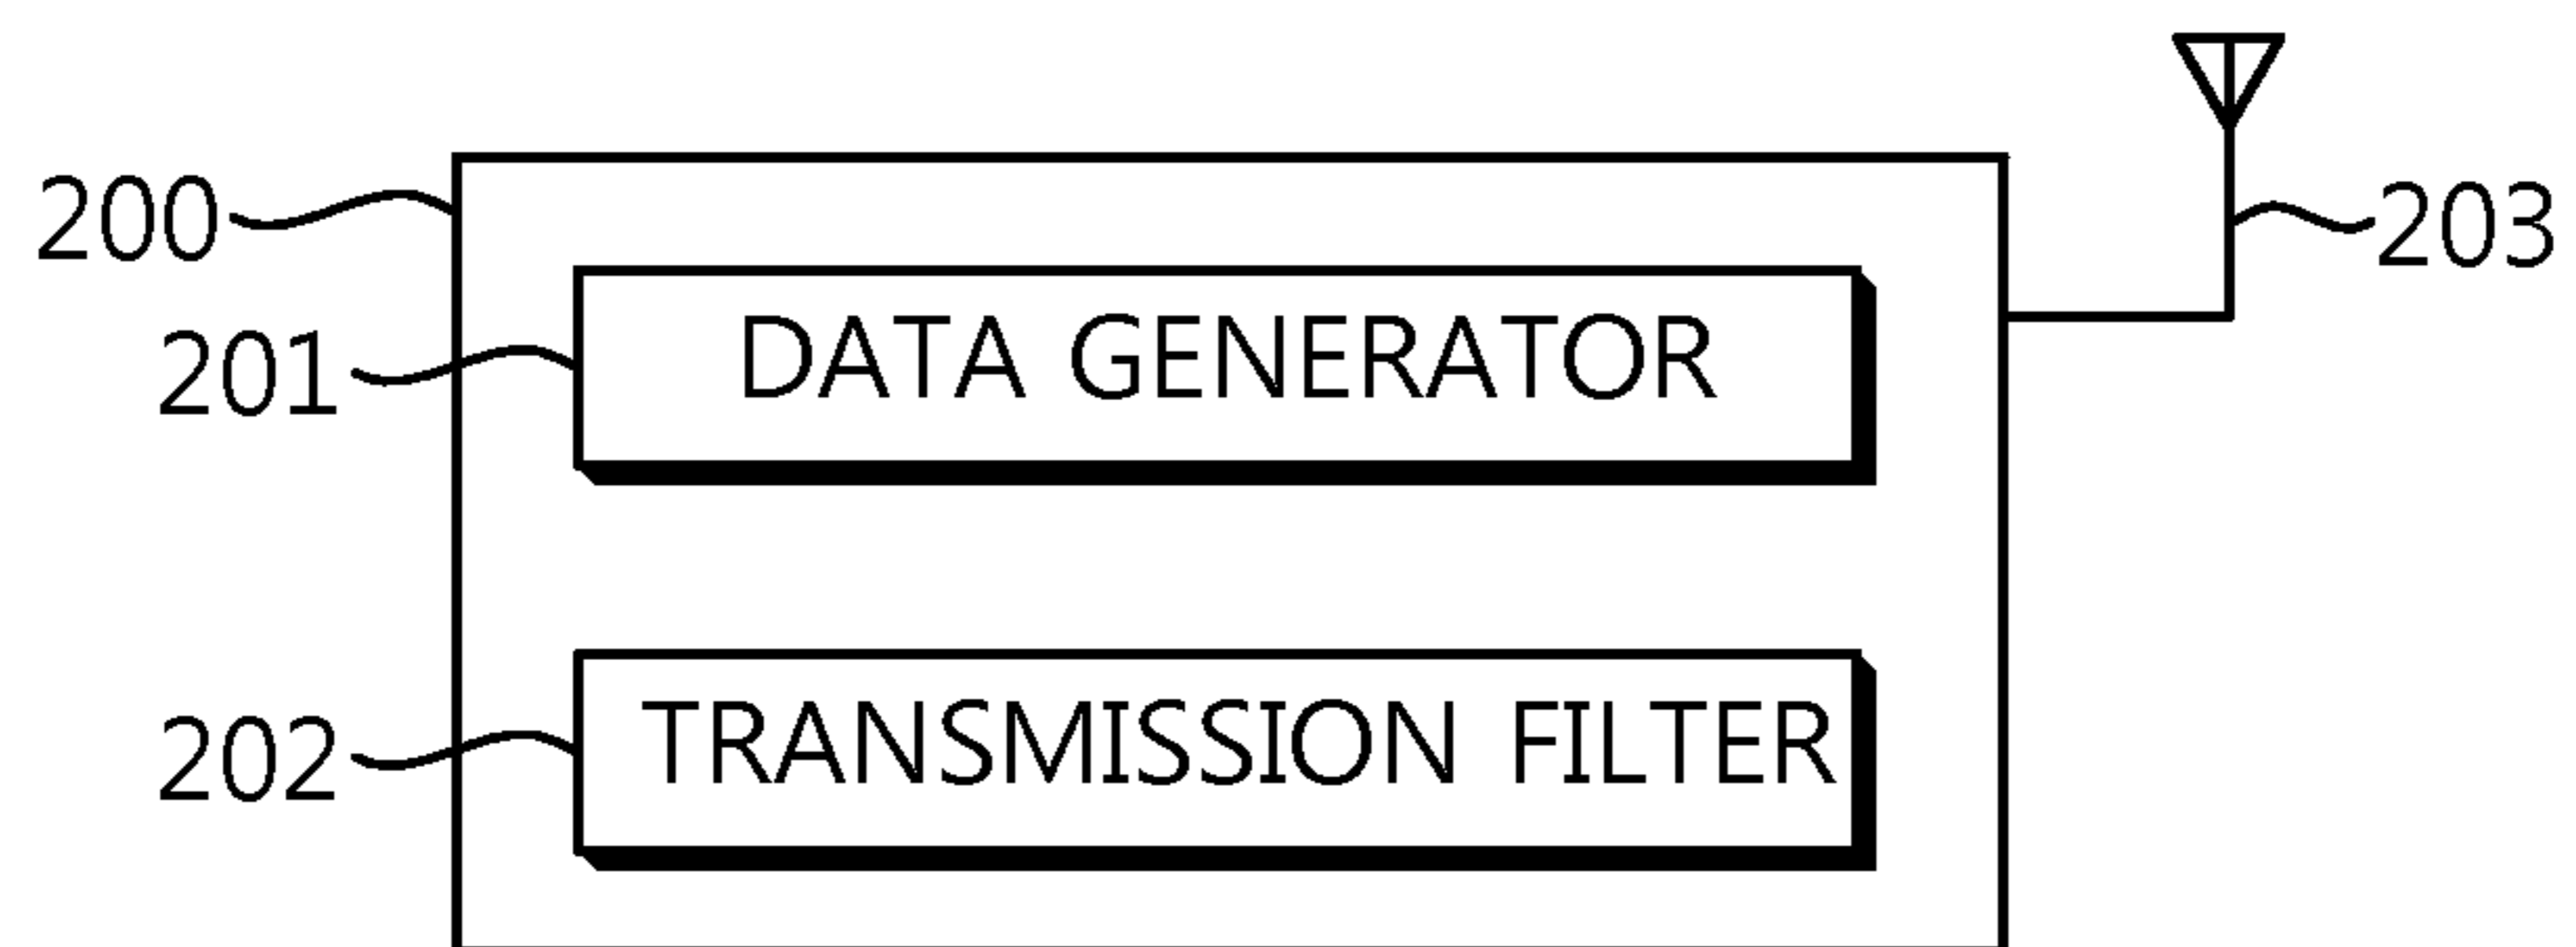 200
203
201
DATA GENERATOR
202
TRANSMISSION FILTER